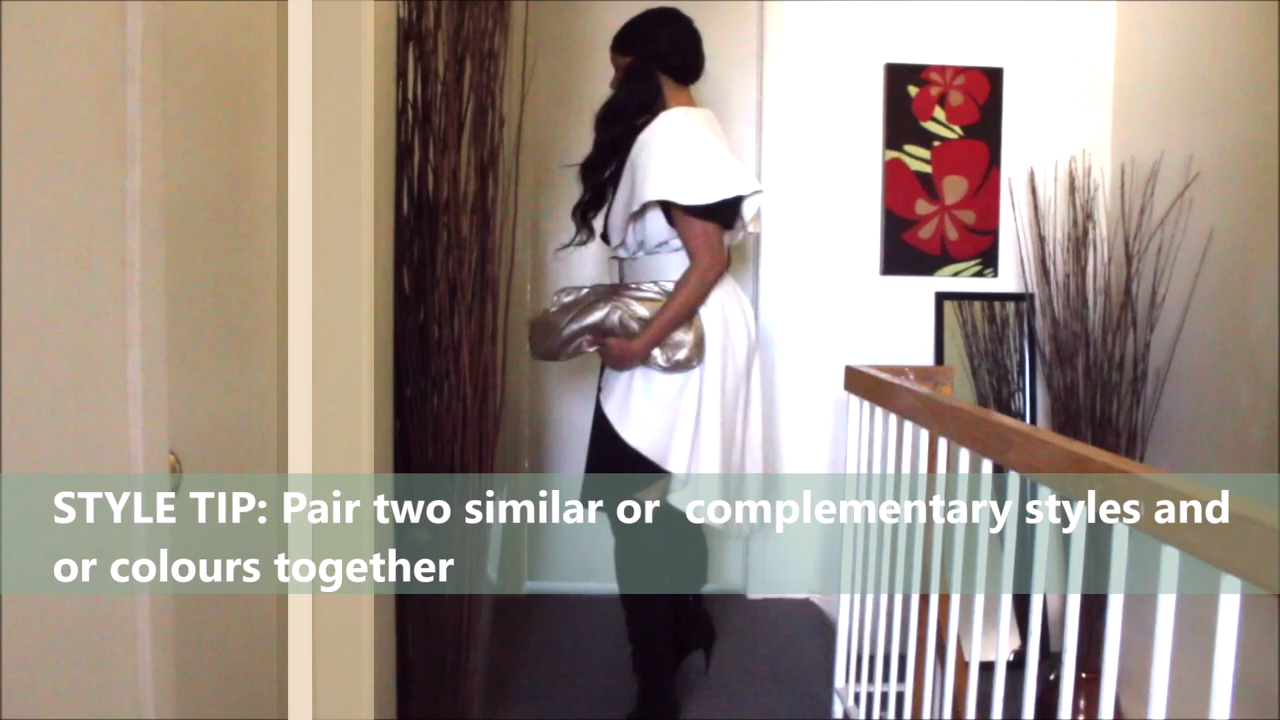 STYLE TIP: Pair two similar or  complementary styles and
or colours together